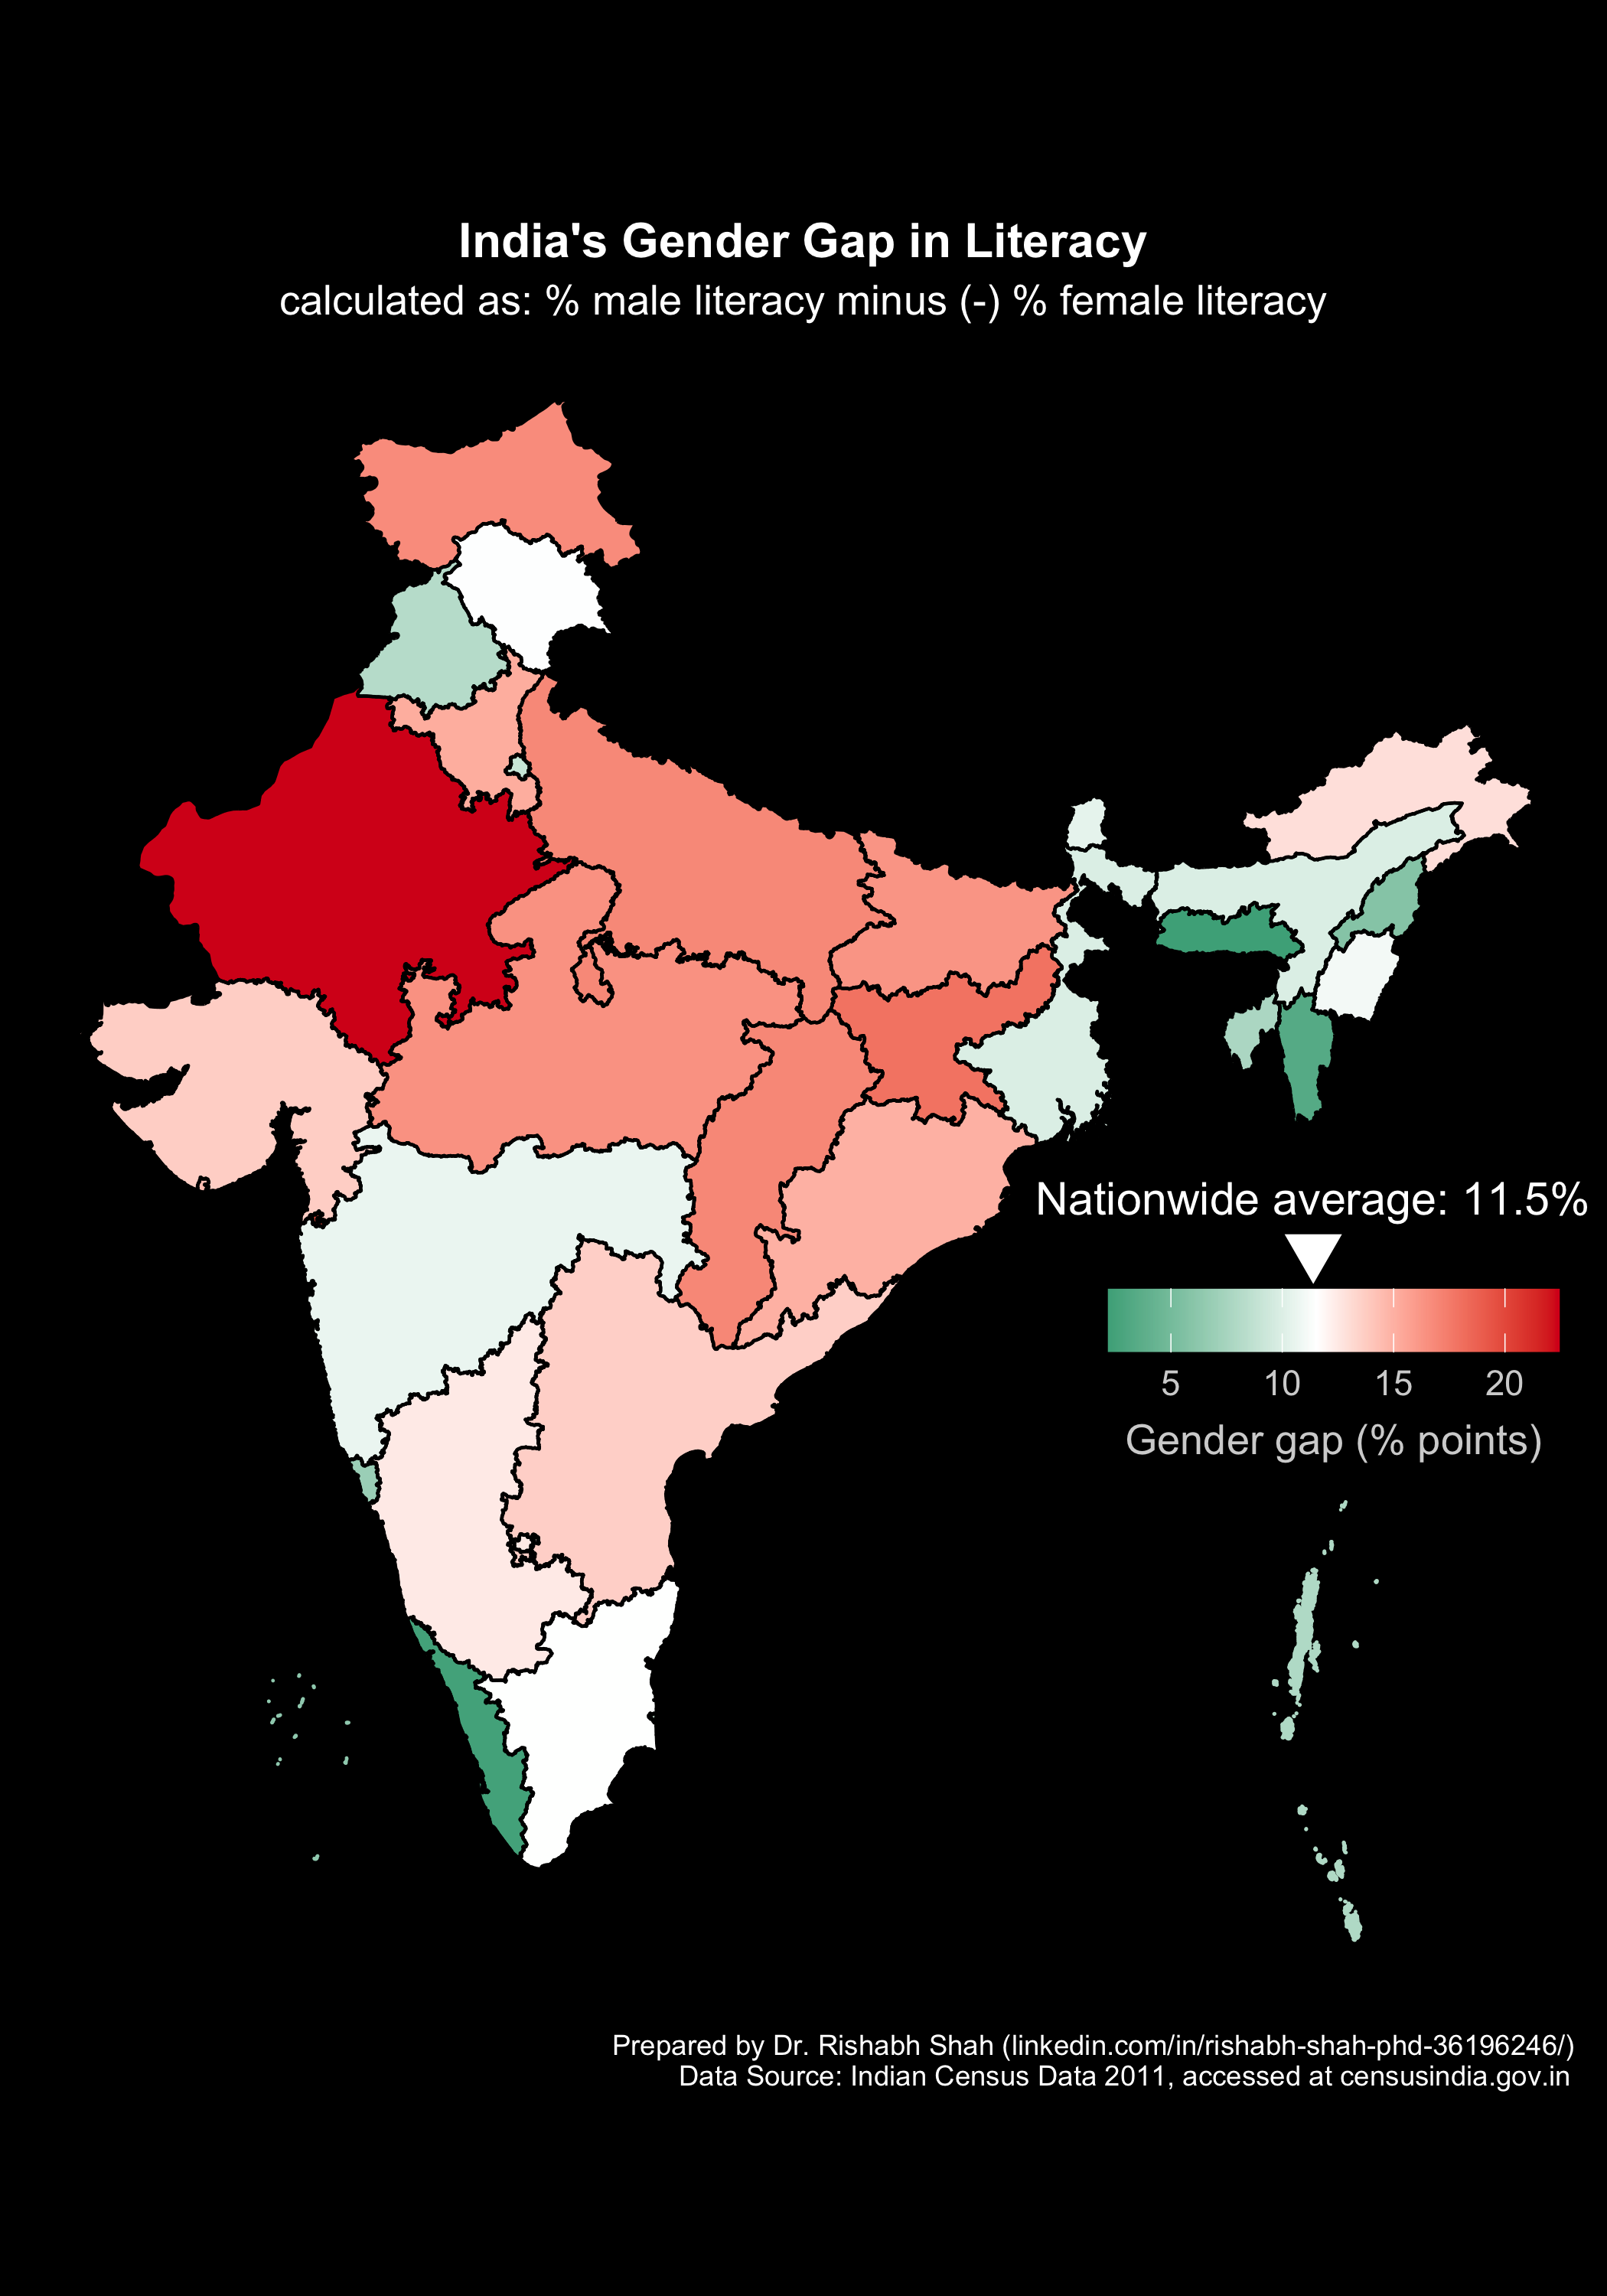 India's Gender Gap in Literacy
calculated as: % male literacy minus (-) % female literacy
Nationwide average: 11.5%
5 10 15 20
Gender gap (% points)
Prepared by Dr. Rishabh Shah (linkedin.com/in/rishabh-shah-phd-36196246/)
Data Source: Indian Census Data 2011, accessed at censusindia.gov.in